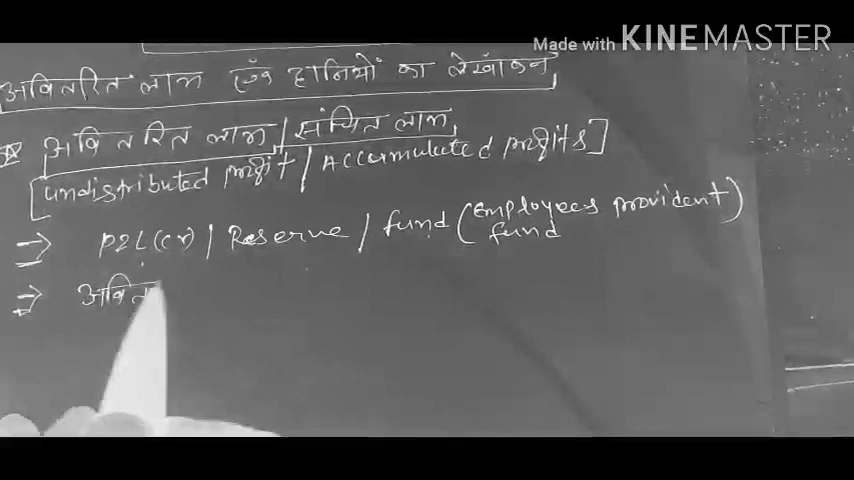 Made with KINEMASTER
अवितरित लाभ एवं हानियों का लेखांकन
अवितरित लाभ / संचित लाभ
[undistributed profit / Accumulated profits]
⇒ P&L(cr) / Reserve / fund (Employees provident
fund)
⇒ अवित